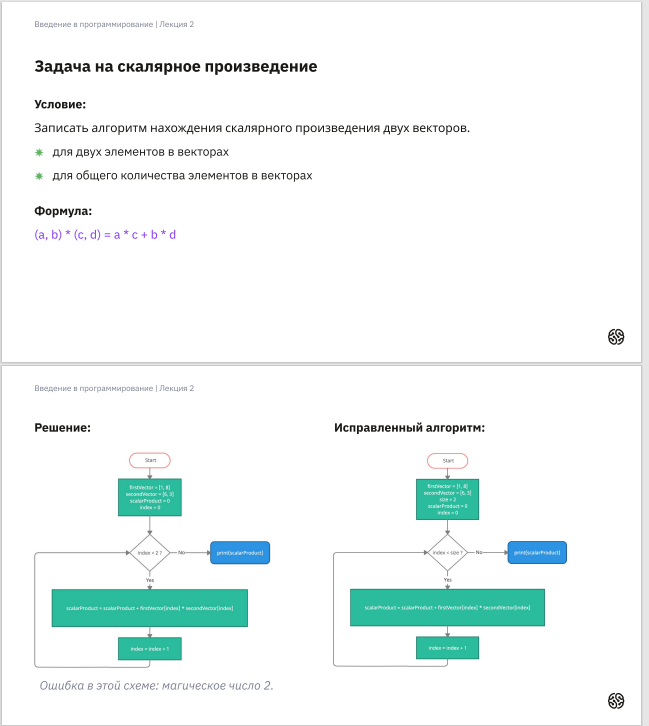 Введение в программирование | Лекция 2
Задача на скалярное произведение
Условие:
Записать алгоритм нахождения скалярного произведения двух векторов.
для двух элементов в векторах
для общего количества элементов в векторах
Формула:
(a, b) * (c, d) = a * c + b * d
Введение в программирование | Лекция 2
Решение:
Start
firstVector = [1, 8]
secondVector = [6, 3]
scalarProduct = 0
index = 0
index < 2 ?
No
print(scalarProduct)
Yes
scalarProduct = scalarProduct + firstVector[index] * secondVector[index]
index = index + 1
Ошибка в этой схеме: магическое число 2.
Исправленный алгоритм:
Start
firstVector = [1, 8]
secondVector = [6, 3]
size = 2
scalarProduct = 0
index = 0
index < size ?
No
print(scalarProduct)
Yes
scalarProduct = scalarProduct + firstVector[index] * secondVector[index]
index = index + 1